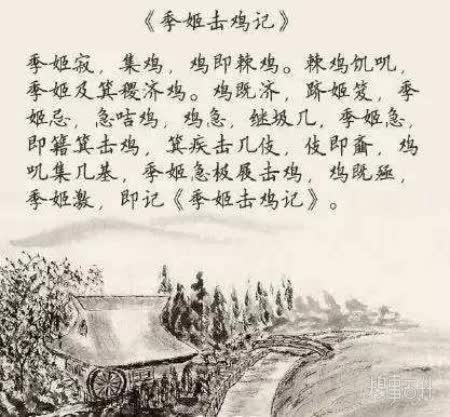 《季姬击鸡记》
季姬寂，集鸡，鸡即棘鸡。棘鸡饥叽，
季姬及箕稷济鸡。鸡既济，跻姬笈，季
姬忌，急咭鸡，鸡急，继圾几，季姬急，
即籍箕击鸡，箕疾击几伎，伎即齑，鸡
叽集几基，季姬急极屐击鸡，鸡既殛，
季姬激，即记《季姬击鸡记》。
搜狐百科